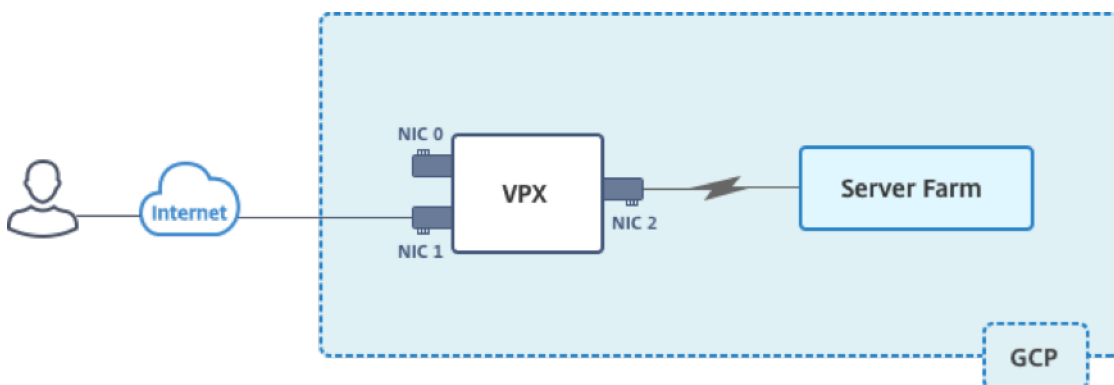 NIC 0
VPX
Server Farm
Internet
NIC 1
NIC 2
GCP